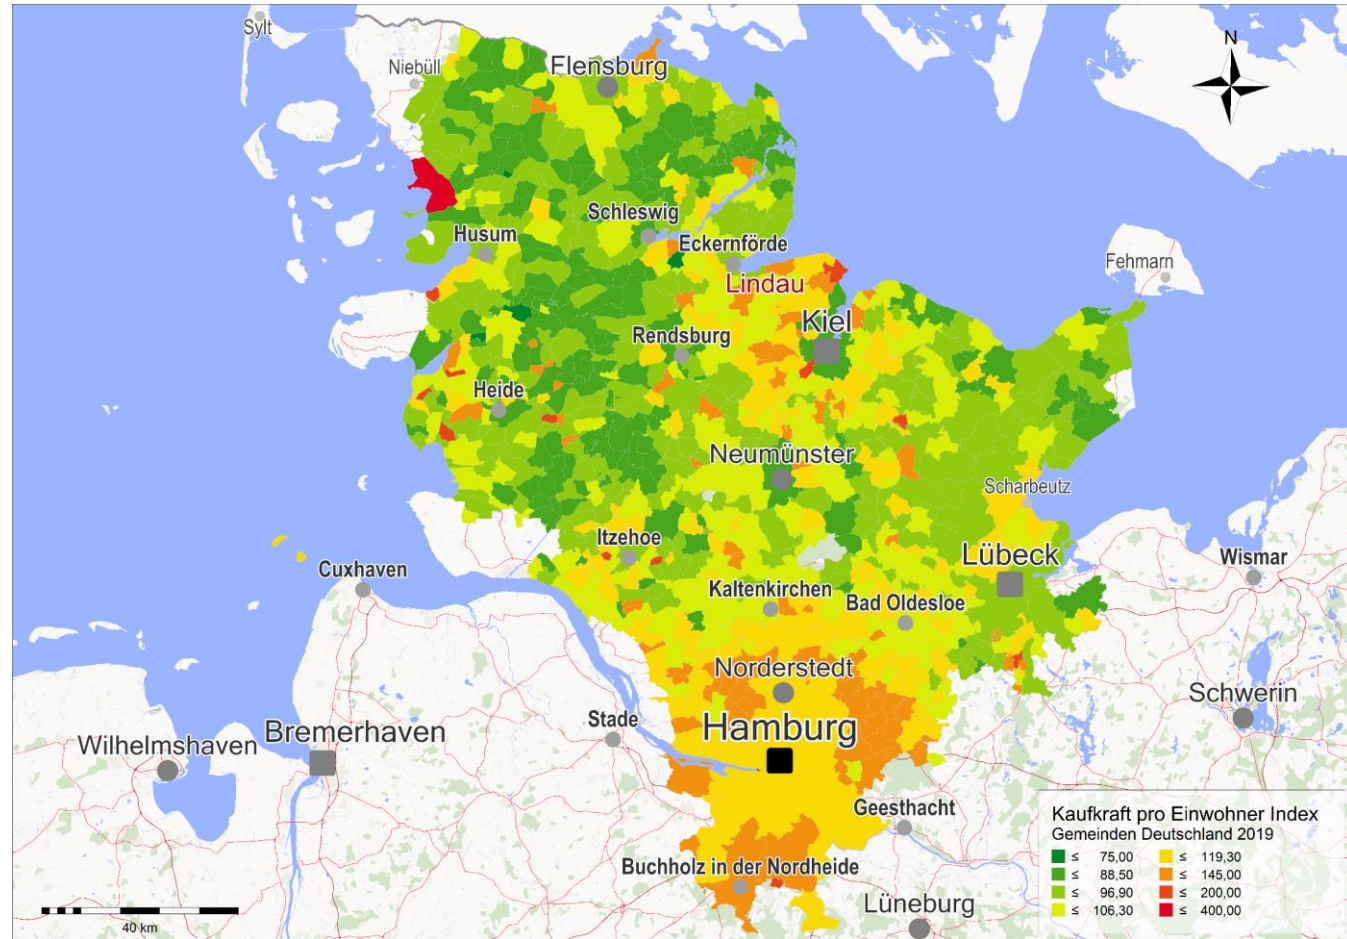 Sylt
N
Niebüll
Flensburg
Schleswig
Husum
Eckernförde
Fehmarn
Lindau
Kiel
Rendsburg
Heide
Neumünster
Scharbeutz
Itzehoe
Lübeck
Wismar
Cuxhaven
Kaltenkirchen
Bad Oldesloe
Norderstedt
Schwerin
Stade
Hamburg
Bremerhaven
Wilhelmshaven
Geesthacht
Kaufkraft pro Einwohner Index
Gemeinden Deutschland 2019
≤ 75,00 ≤ 119,30
≤ 88,50 ≤ 145,00
≤ 96,90 ≤ 200,00
≤ 106,30 ≤ 400,00
Buchholz in der Nordheide
Lüneburg
40 km